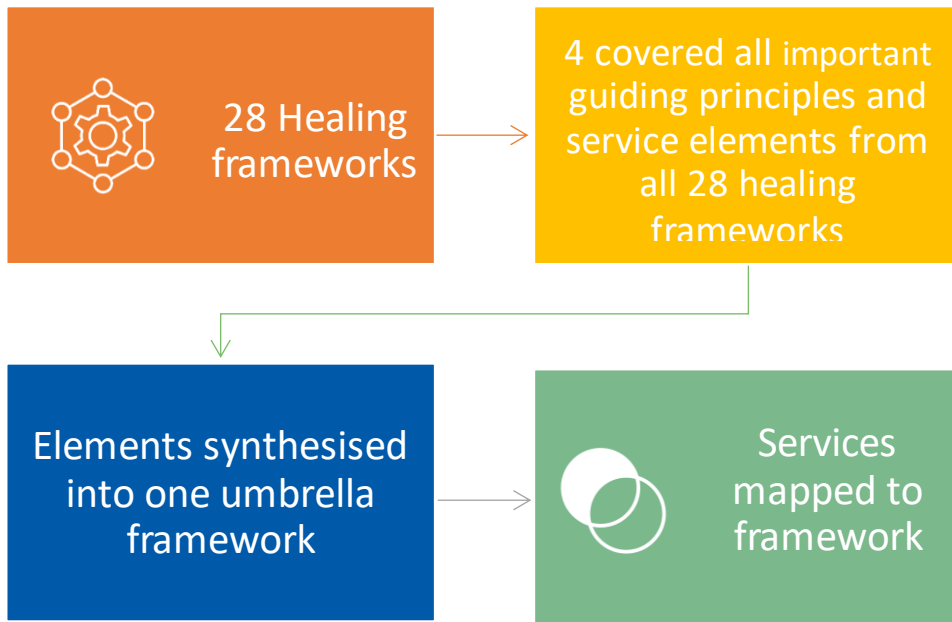 28 Healing
frameworks
4 covered all important
guiding principles and
service elements from
all 28 healing
frameworks
Elements synthesised
into one umbrella
framework
Services
mapped to
framework